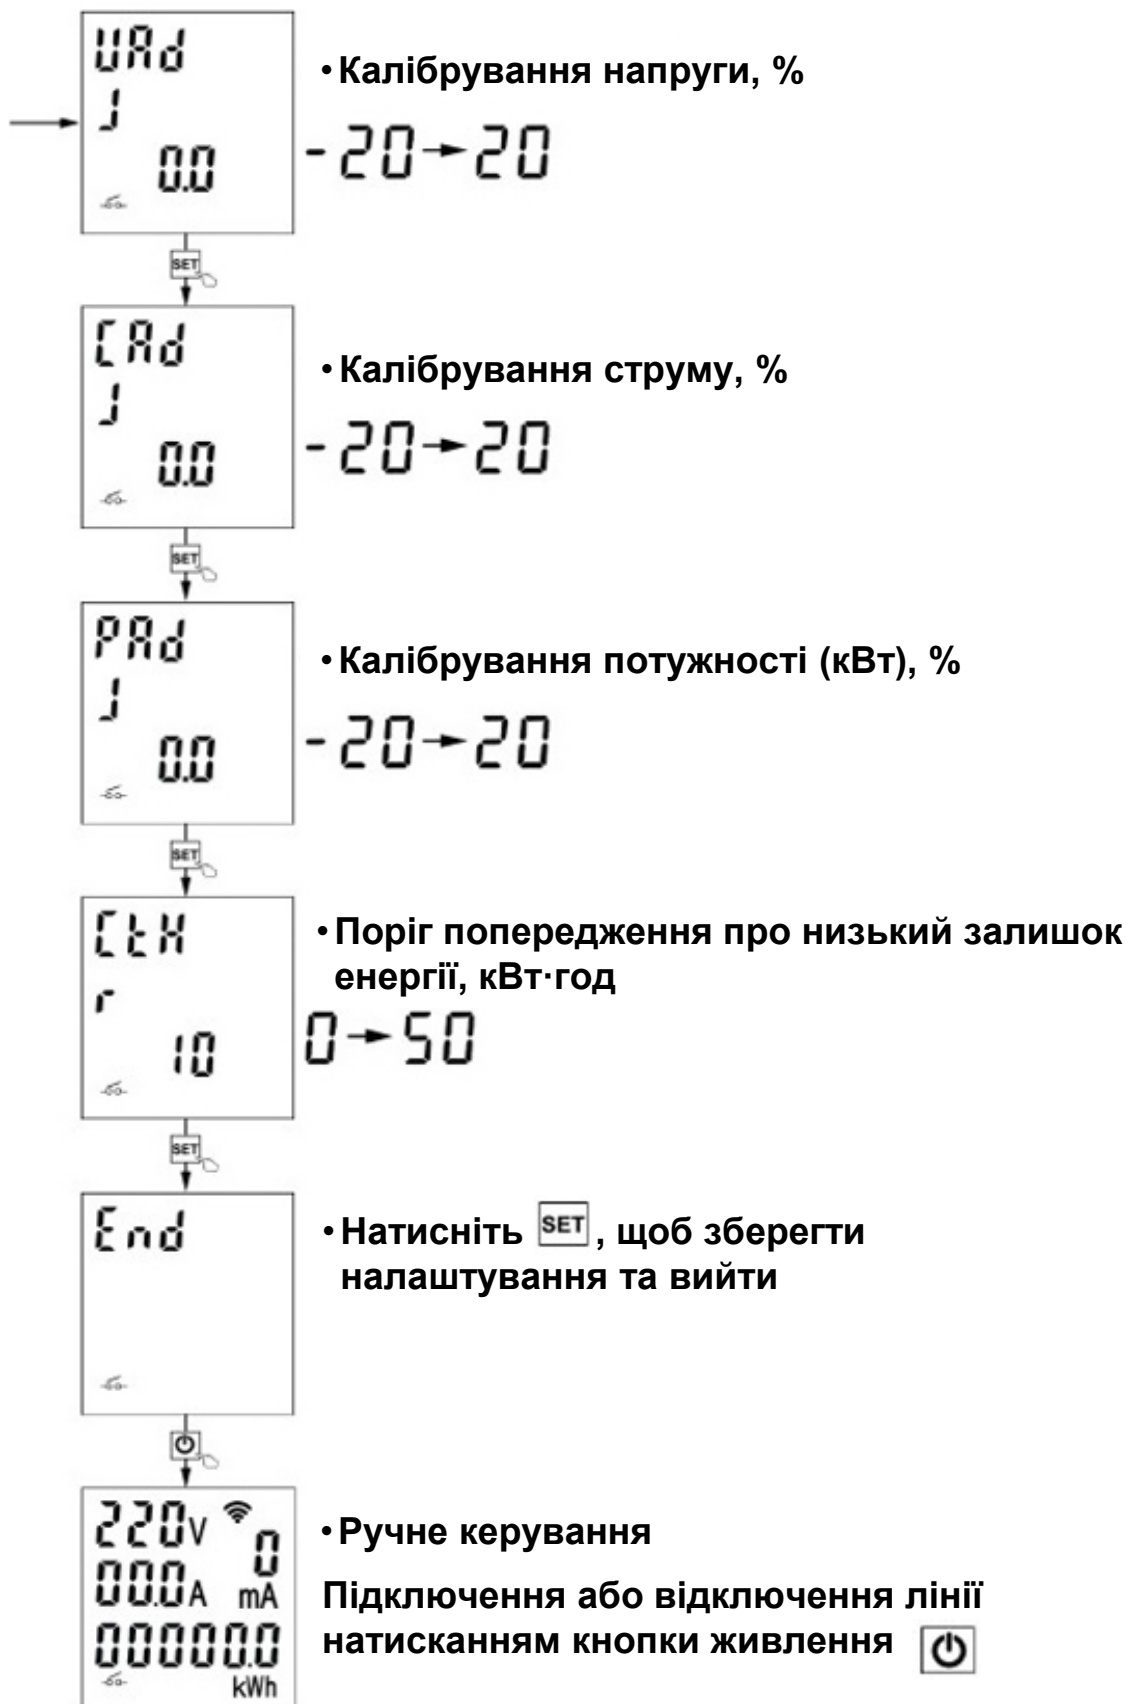 UAd
• Калібрування напруги, %
J
0.0
-20→20
SET
CAd
• Калібрування струму, %
J
0.0
-20→20
SET
PAd
• Калібрування потужності (кВт), %
J
0.0
-20→20
SET
CtH
• Поріг попередження про низький залишок
енергії, кВт·год
r
10
0→50
SET
End
• Натисніть SET, щоб зберегти
налаштування та вийти
220V
0
mA
00.0A
00000.0
kWh
• Ручне керування
Підключення або відключення лінії
натисканням кнопки живлення